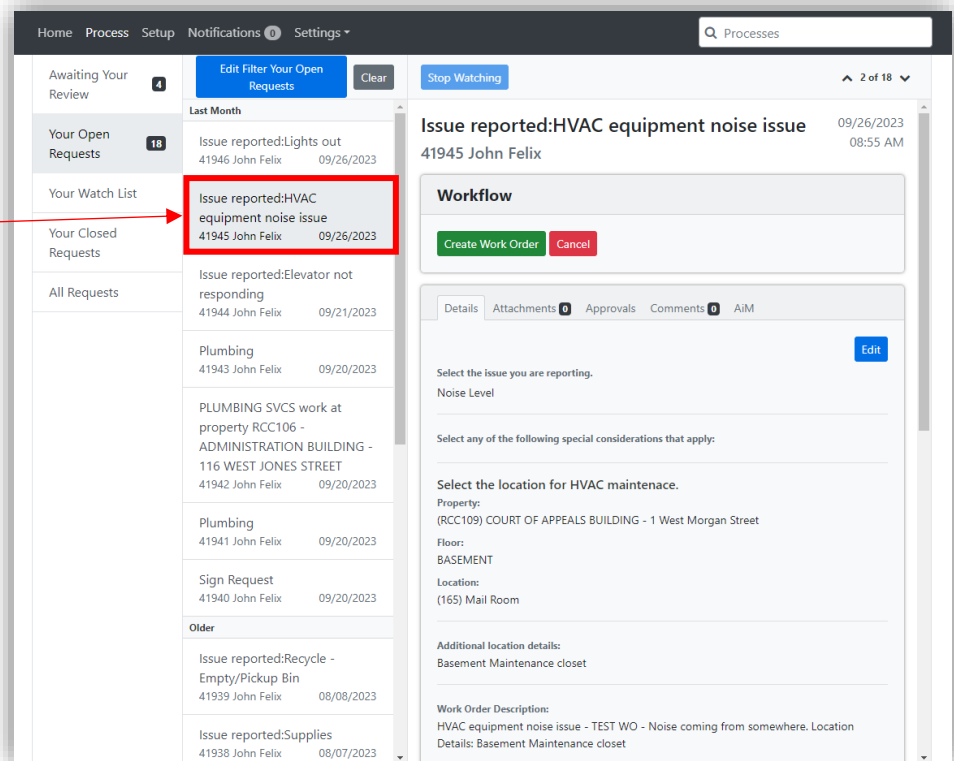 Home Process Setup Notifications 0 Settings
Processes
Awaiting Your
Review
4
Your Open
Requests
18
Your Watch List
Your Closed
Requests
All Requests
Edit Filter Your Open
Requests
Clear
Last Month
Issue reported:Lights out
41946 John Felix 09/26/2023
Issue reported:HVAC
equipment noise issue
41945 John Felix 09/26/2023
Issue reported:Elevator not
responding
41944 John Felix 09/21/2023
Plumbing
41943 John Felix 09/20/2023
PLUMBING SVCS work at
property RCC106 -
ADMINISTRATION BUILDING -
116 WEST JONES STREET
41942 John Felix 09/20/2023
Plumbing
41941 John Felix 09/20/2023
Sign Request
41940 John Felix 09/20/2023
Older
Issue reported:Recycle -
Empty/Pickup Bin
41939 John Felix 08/08/2023
Issue reported:Supplies
41938 John Felix 08/07/2023
Stop Watching
2 of 18
Issue reported:HVAC equipment noise issue
09/26/2023
08:55 AM
41945 John Felix
Workflow
Create Work Order Cancel
Details Attachments 0 Approvals Comments 0 AiM
Edit
Select the issue you are reporting.
Noise Level
Select any of the following special considerations that apply:
Select the location for HVAC maintenace.
Property:
(RCC109) COURT OF APPEALS BUILDING - 1 West Morgan Street
Floor:
BASEMENT
Location:
(165) Mail Room
Additional location details:
Basement Maintenance closet
Work Order Description:
HVAC equipment noise issue - TEST WO - Noise coming from somewhere. Location
Details: Basement Maintenance closet